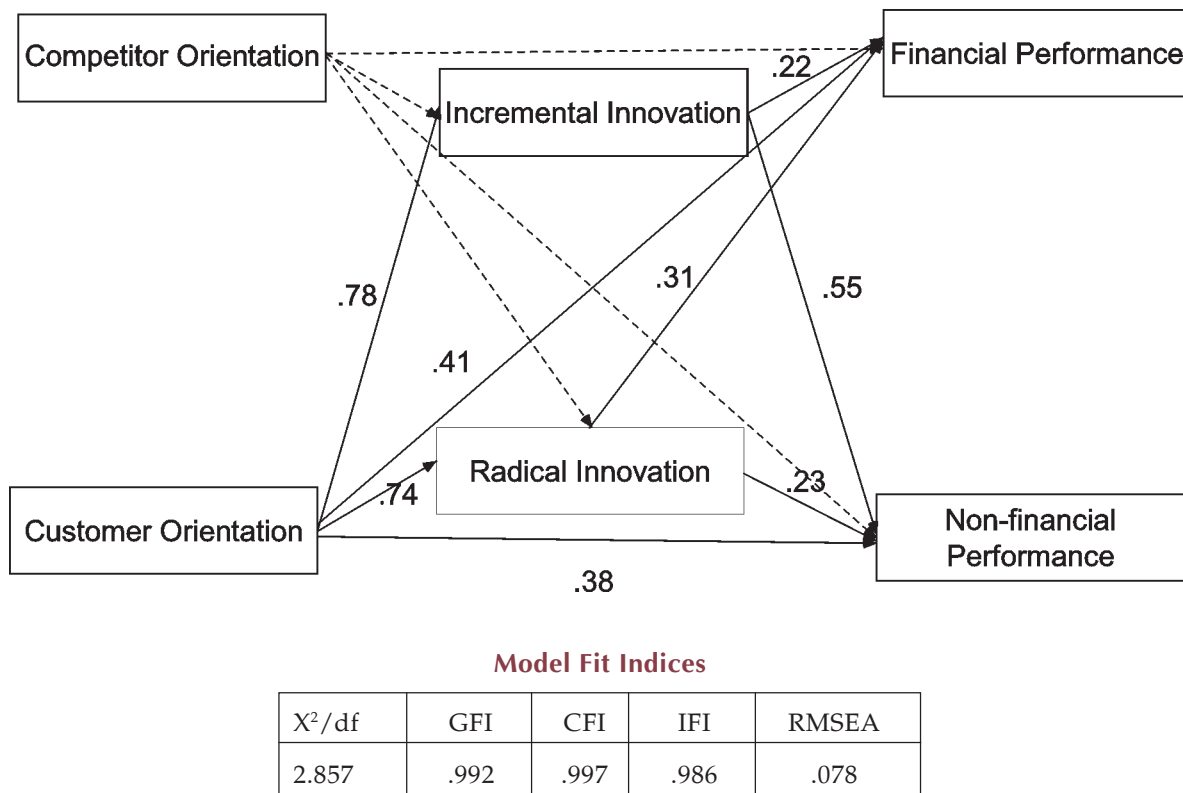 Competitor Orientation
Financial Performance
.22
Incremental Innovation
.78
.31
.55
.41
Radical Innovation
.74
.23
Customer Orientation
Non-financial
Performance
.38
Model Fit Indices
X²/df GFI CFI IFI RMSEA
2.857 .992 .997 .986 .078